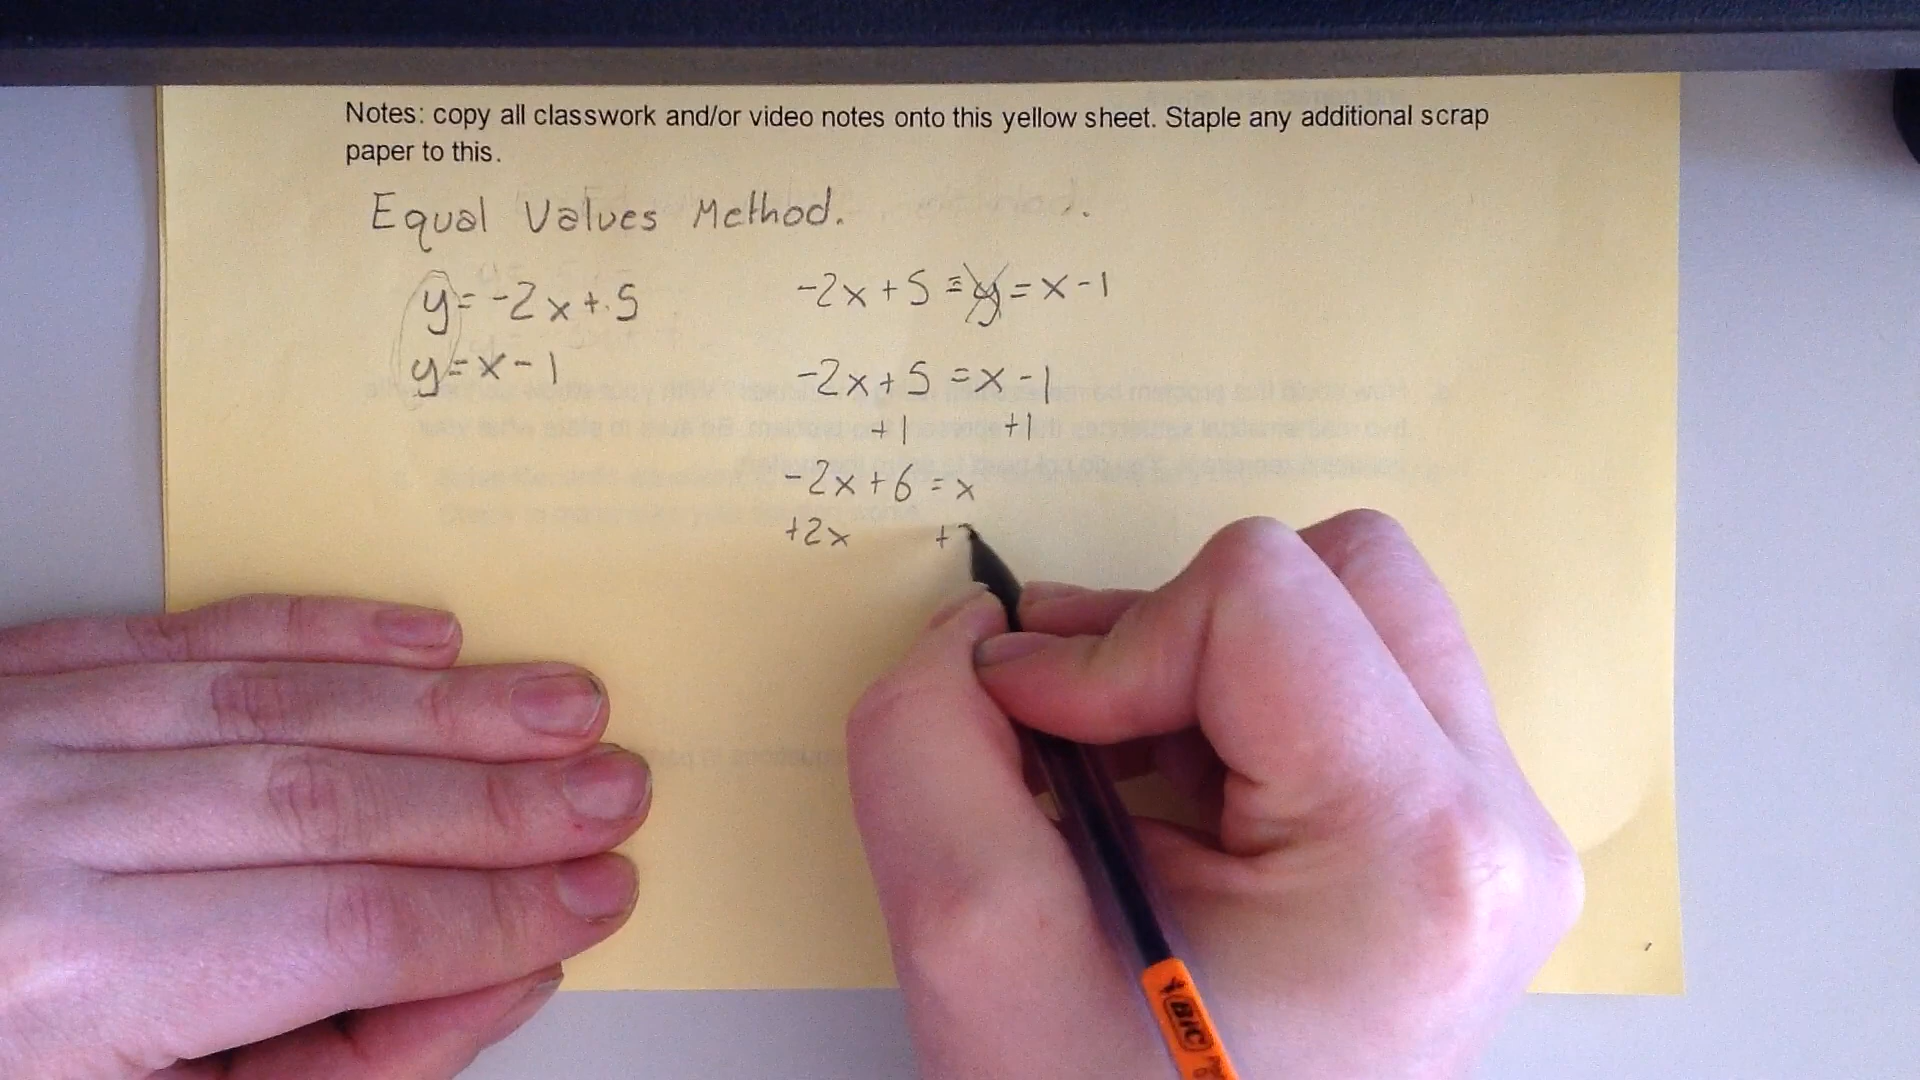 Notes: copy all classwork and/or video notes onto this yellow sheet. Staple any additional scrap
paper to this.
Equal Values Method.
y=-2x+5
y=x-1
-2x+5=y=x-1
-2x+5=x-1
+1 +1
-2x+6=x
+2x +
BIC